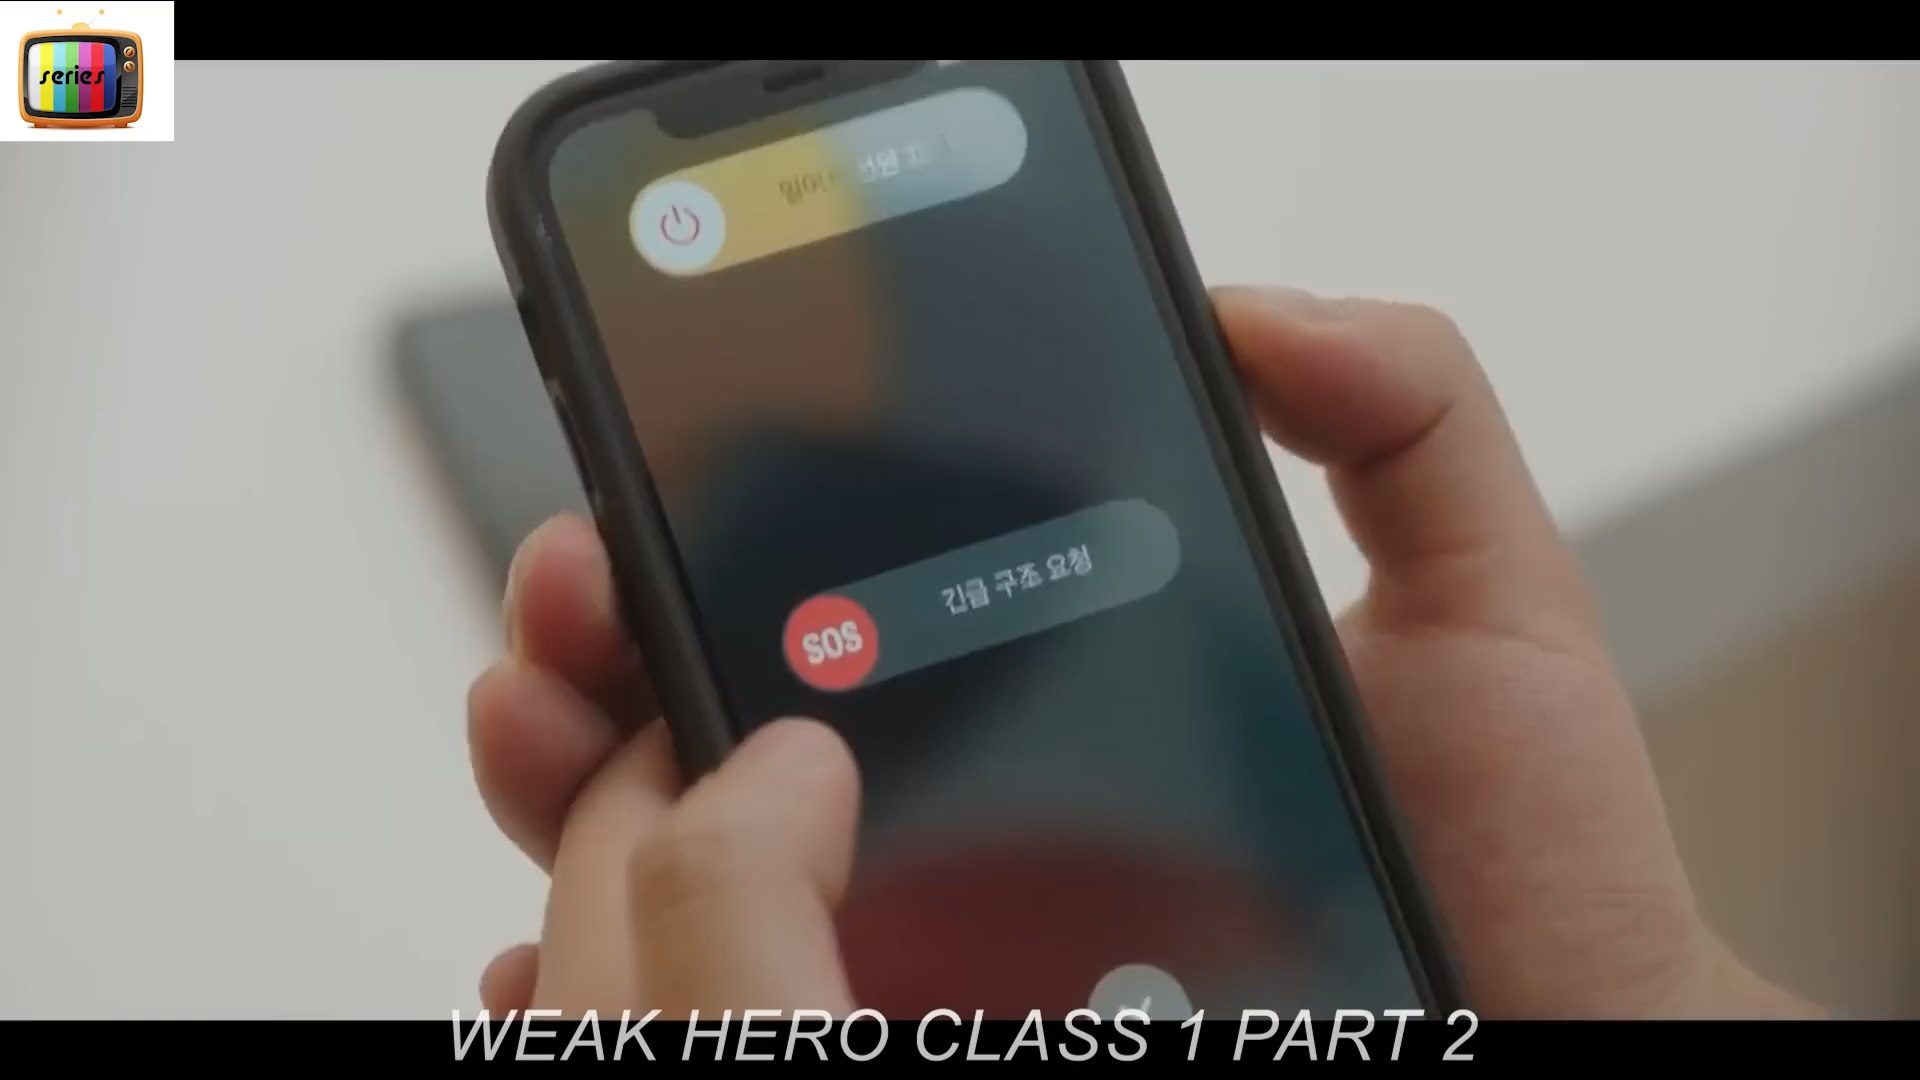 series
SOS
긴급 구조 요청
WEAK HERO CLASS 1 PART 2